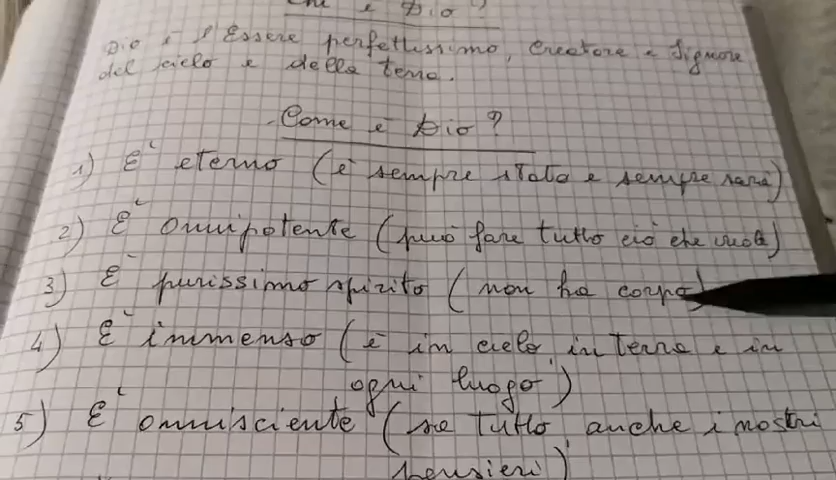 Chi è Dio?
Dio è l'Essere perfettissimo, Creatore e Signore
del cielo e della terra.
- Come è Dio?
1) E' eterno (è sempre stato e sempre sarà)
2) E' onnipotente (può fare tutto ciò che vuole)
3) E' purissimo spirito (non ha corpo)
4) E' immenso (è in cielo, in terra e in
ogni luogo)
5) E' onnisciente (sa tutto anche i nostri
pensieri)